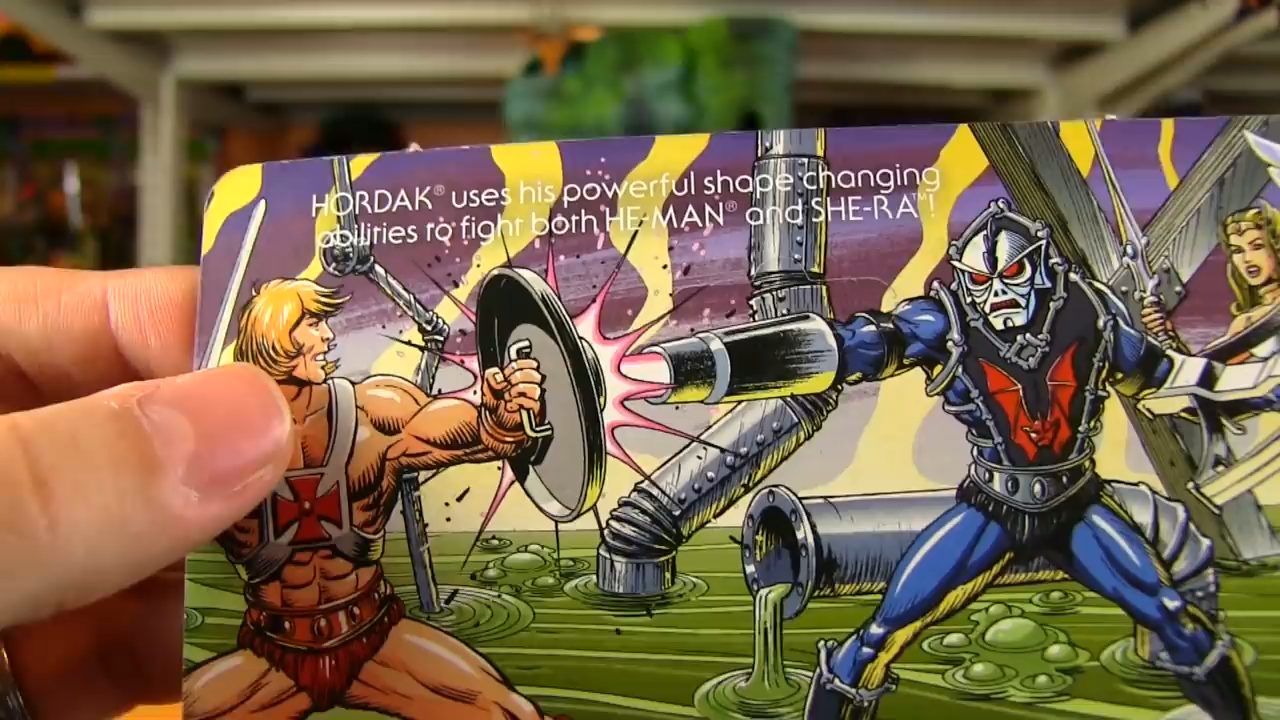 HORDAK® uses his powerful shape changing
abilities to fight both HE-MAN® and SHE-RA™!